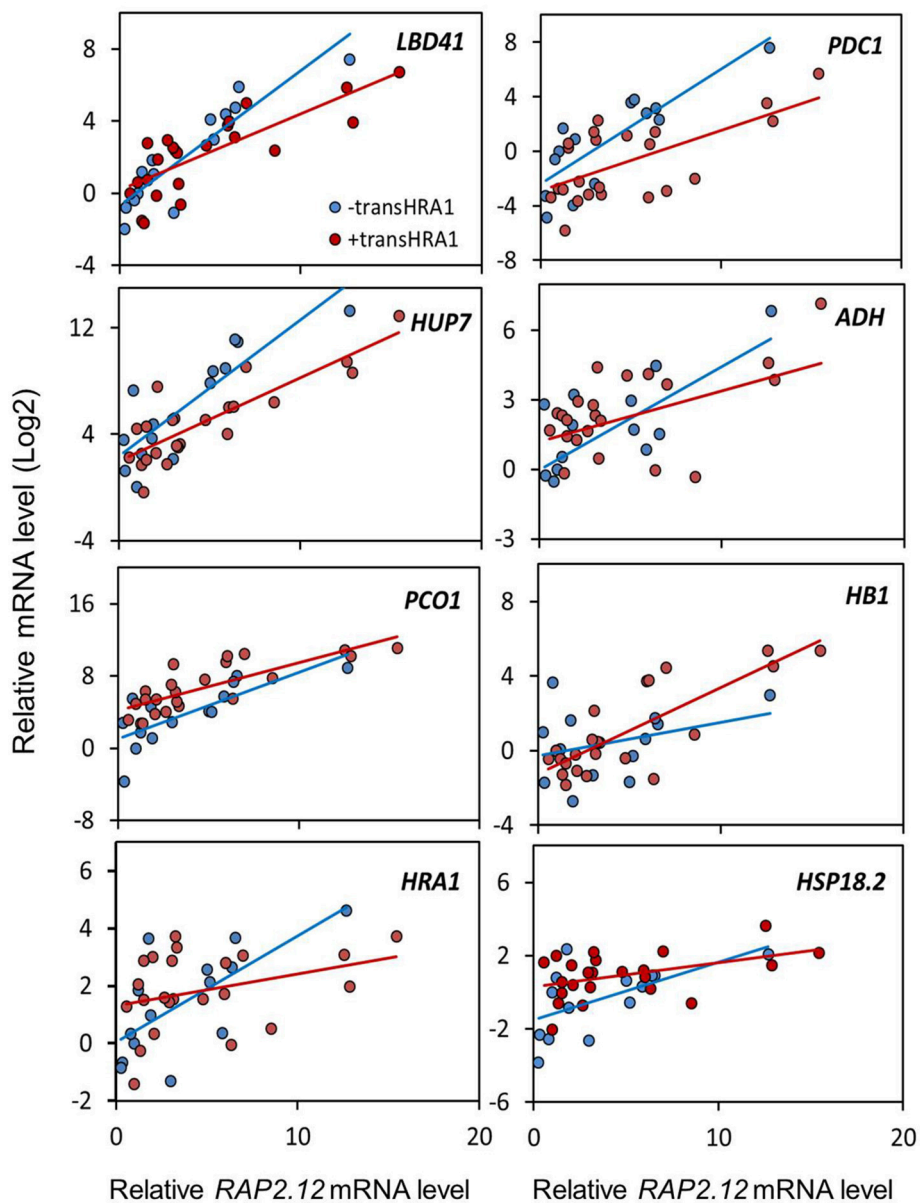 Relative mRNA level (Log2)
LBD41
8
4
0
-4
-transHRA1
+transHRA1
PDC1
8
4
0
-4
-8
HUP7
12
4
-4
ADH
6
3
0
-3
PCO1
16
8
0
-8
HB1
8
4
0
-4
HRA1
6
4
2
0
-2
0 10 20
HSP18.2
6
2
-2
-6
0 10 20
Relative RAP2.12 mRNA level
Relative RAP2.12 mRNA level